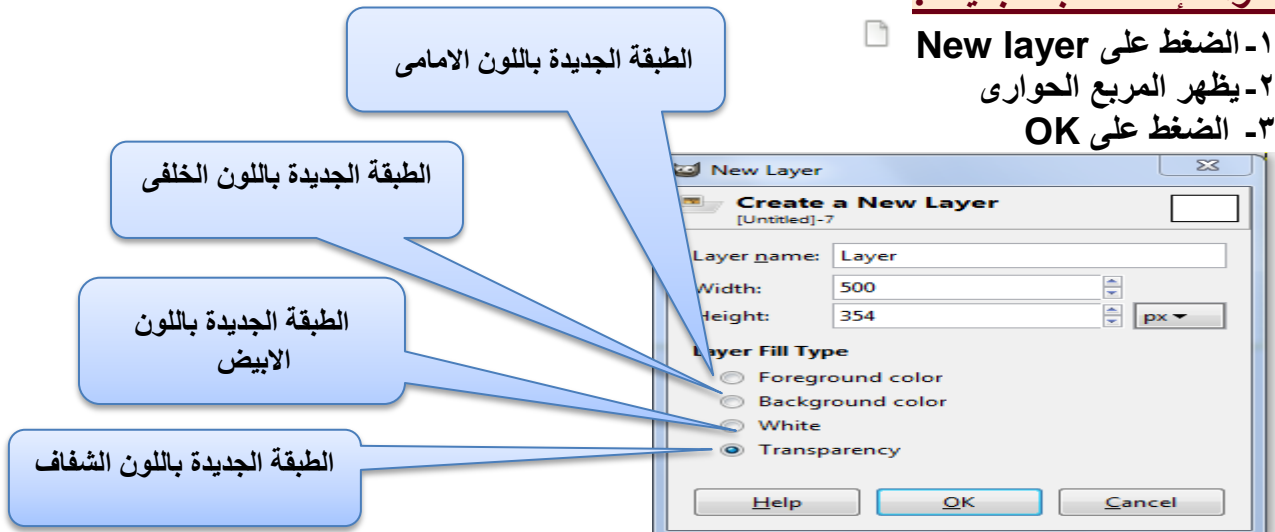 ١- الضغط على New layer
٢- يظهر المربع الحوارى
٣- الضغط على OK
الطبقة الجديدة باللون الامامى
الطبقة الجديدة باللون الخلفى
الطبقة الجديدة باللون
الابيض
الطبقة الجديدة باللون الشفاف
New Layer
Create a New Layer
[Untitled]-7
Layer name: Layer
Width: 500
Height: 354 px
Layer Fill Type
Foreground color
Background color
White
Transparency
Help OK Cancel